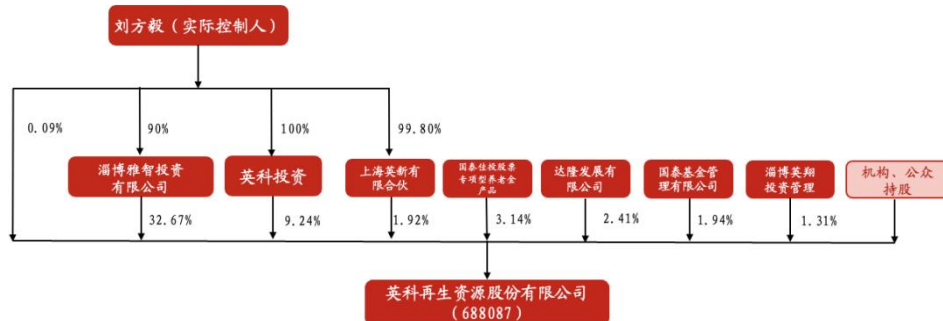 刘方毅（实际控制人）
0.09%
90%
100%
99.80%
淄博雅智投资
有限公司
英科投资
上海英新有
限合伙
国泰佳投股票
专项型养老金
产品
达隆发展有
限公司
国泰基金管
理有限公司
淄博英翔
投资管理
机构、公众
持股
32.67%
9.24%
1.92%
3.14%
2.41%
1.94%
1.31%
英科再生资源股份有限公司
（688087）